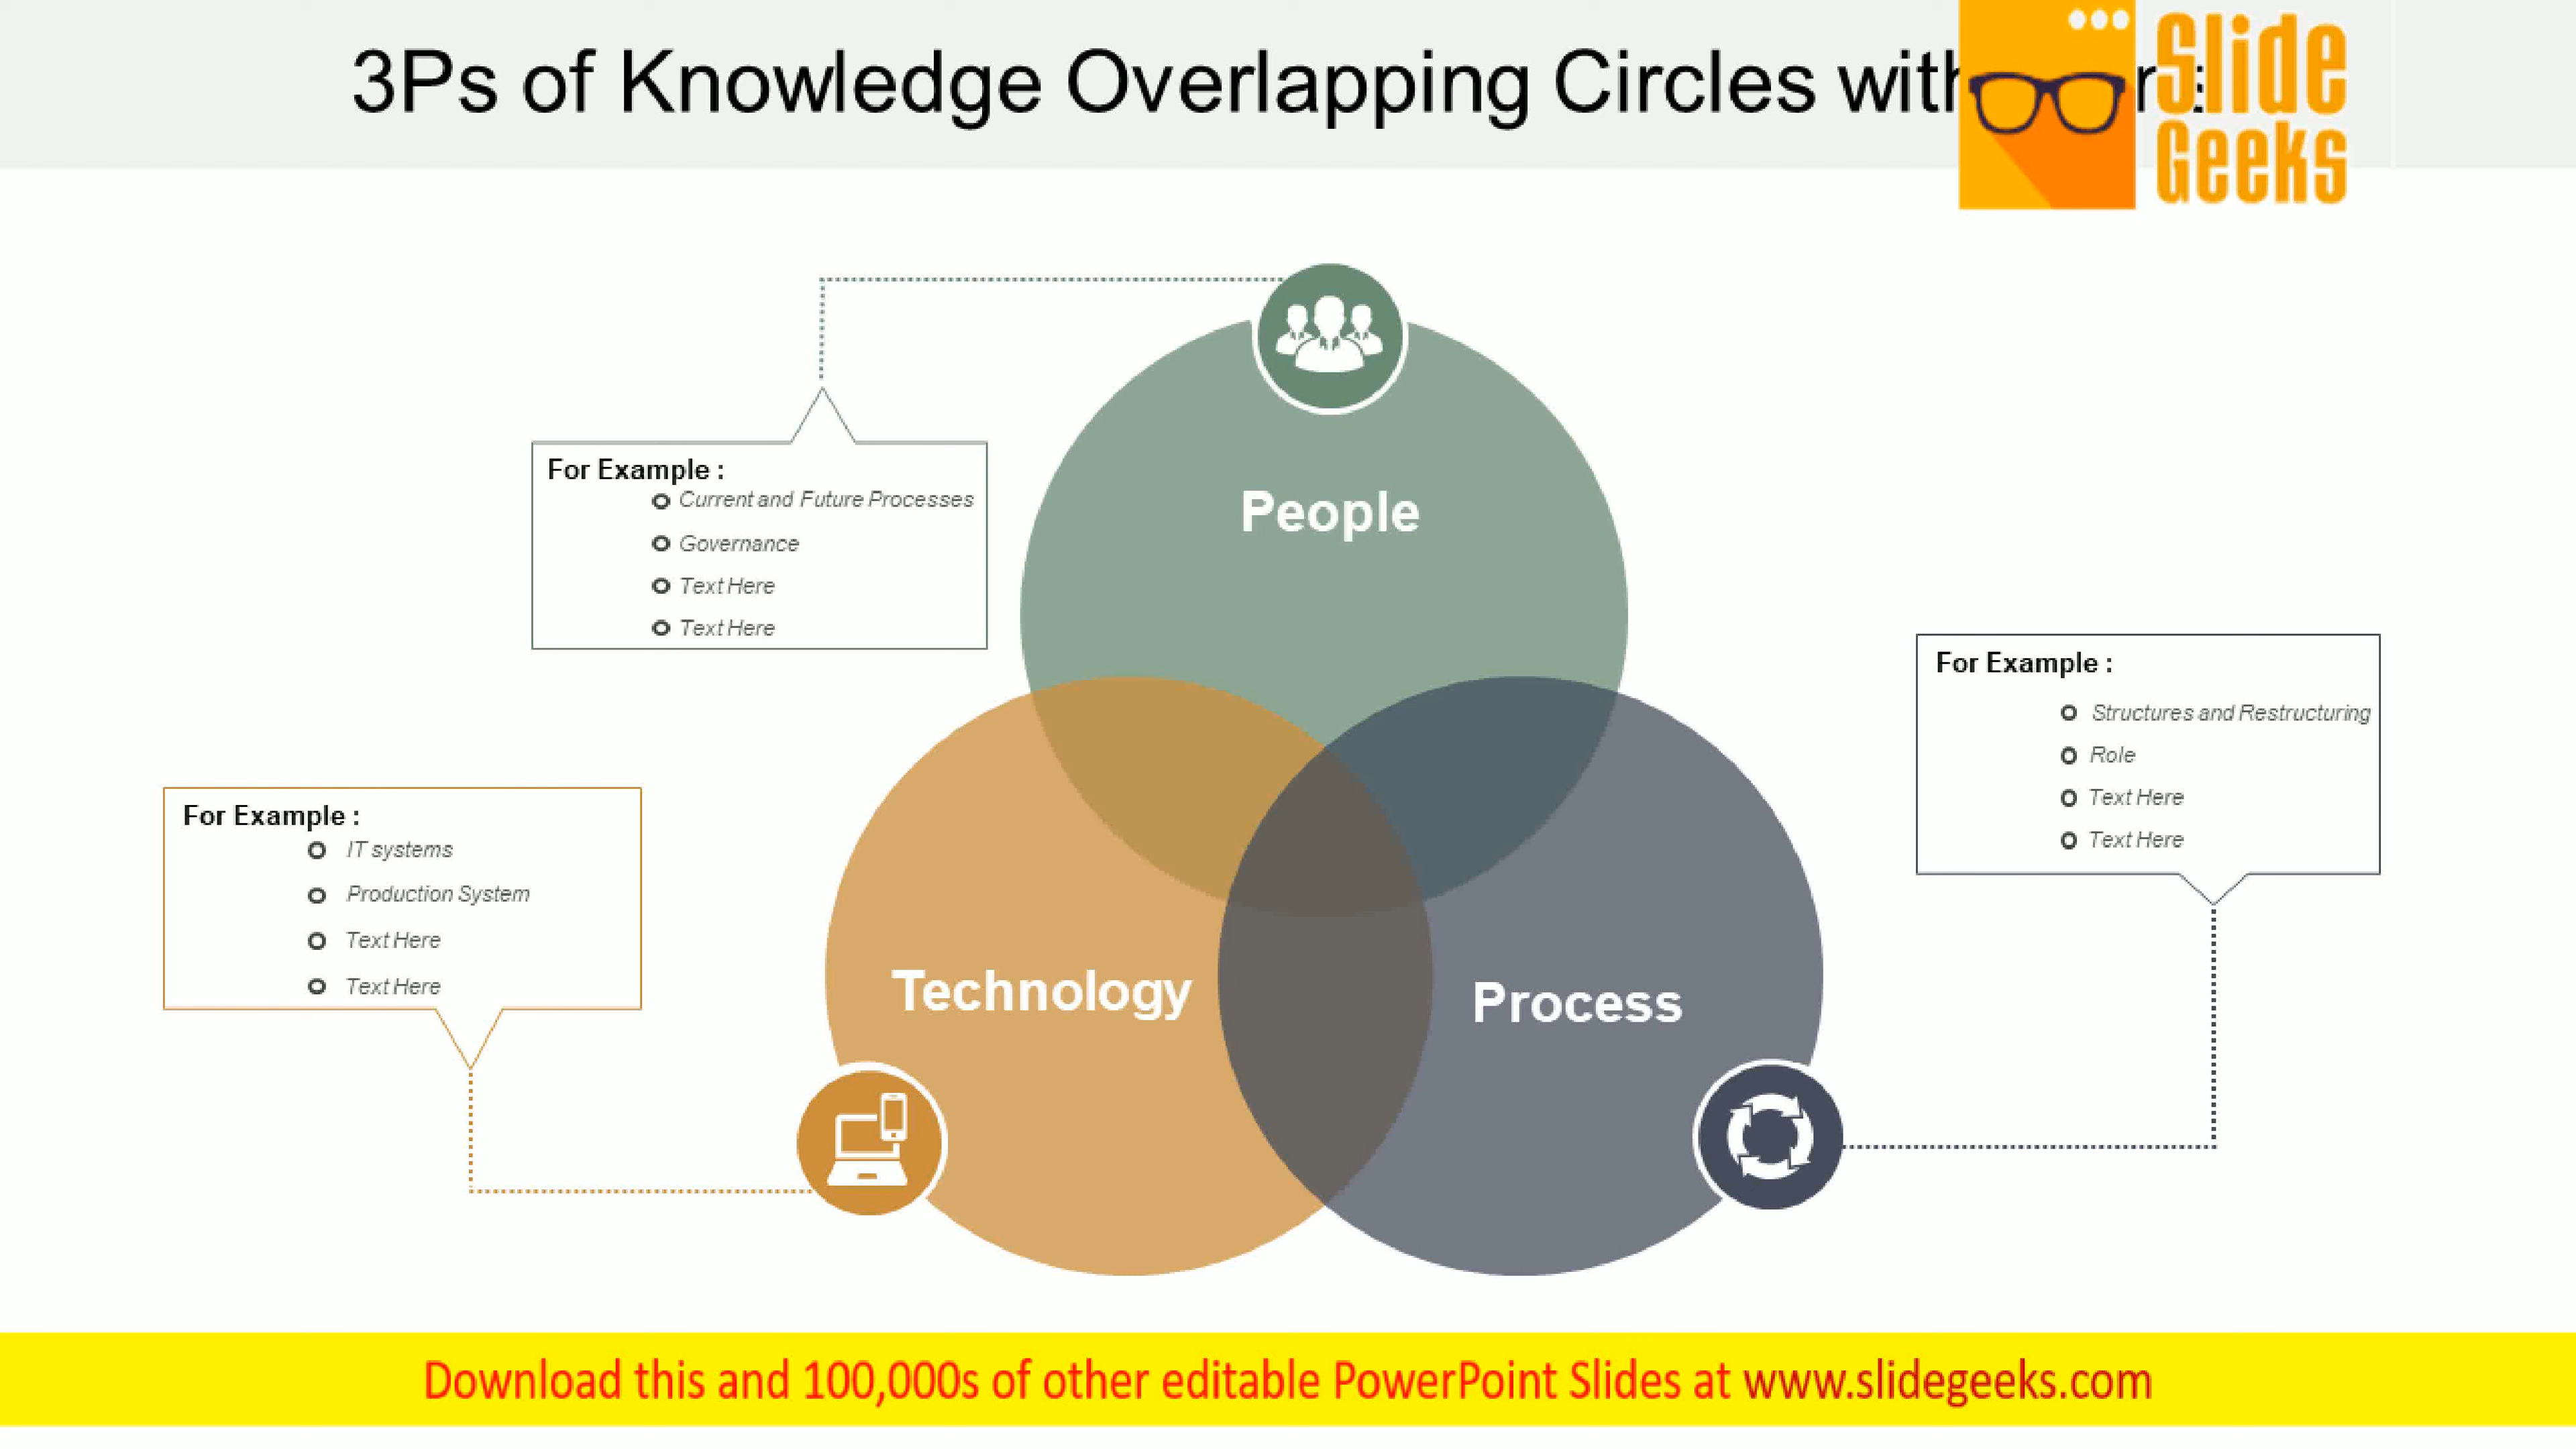 3Ps of Knowledge Overlapping Circles with
Slide
Geeks
For Example :
Current and Future Processes
Governance
Text Here
Text Here
People
For Example :
Structures and Restructuring
Role
Text Here
Text Here
For Example :
IT systems
Production System
Text Here
Text Here
Technology
Process
Download this and 100,000s of other editable PowerPoint Slides at www.slidegeeks.com